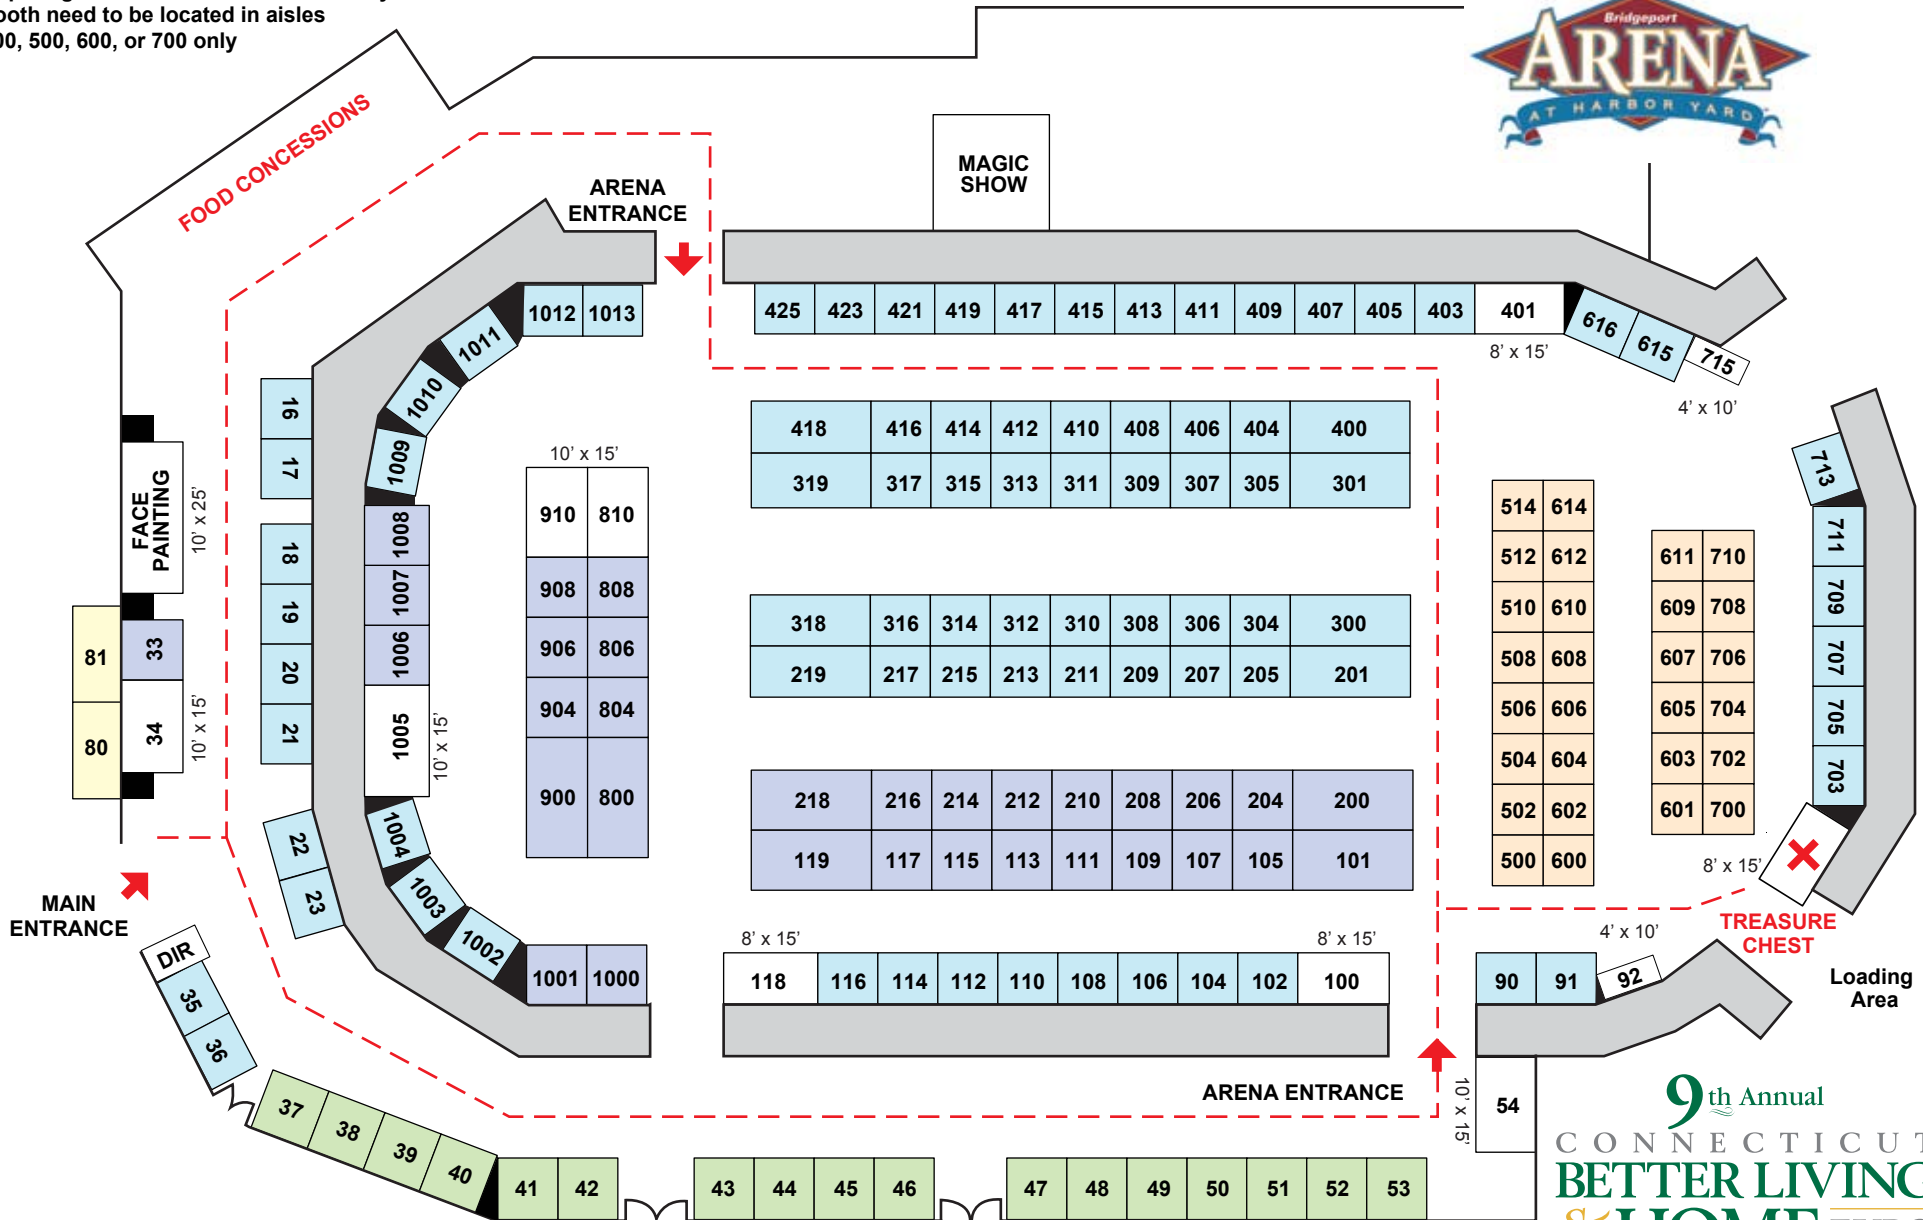 ooth need to be located in aisles
00, 500, 600, or 700 only
Bridgeport
ARENA
AT HARBOR YARD
FOOD CONCESSIONS
MAGIC
SHOW
ARENA
ENTRANCE
1012 1013
425 423 421 419 417 415 413 411 409 407 405 403 401
616 615 715
8' x 15'
4' x 10'
1011
1010
1009
16
17
18
19
20
21
22
23
FACE
PAINTING
10' x 25'
81
80
33
34
10' x 15'
1008
1007
1006
1005
10' x 15'
1004
1003
1002
1001 1000
10' x 15'
910 810
908 808
906 806
904 804
900 800
418 416 414 412 410 408 406 404 400
319 317 315 313 311 309 307 305 301
318 316 314 312 310 308 306 304 300
219 217 215 213 211 209 207 205 201
218 216 214 212 210 208 206 204 200
119 117 115 113 111 109 107 105 101
8' x 15'
8' x 15'
118 116 114 112 110 108 106 104 102 100
514 614
512 612
510 610
508 608
506 606
504 604
502 602
500 600
611 710
609 708
607 706
605 704
603 702
601 700
713
711
709
707
705
703
8' x 15'
TREASURE
CHEST
4' x 10'
90 91 92
Loading
Area
MAIN
ENTRANCE
DIR
35
36
37 38 39 40
41 42
43 44 45 46
47 48 49 50 51 52 53
ARENA ENTRANCE
10' x 15'
54
9th Annual
CONNECTICUT
BETTER LIVING
& HOME